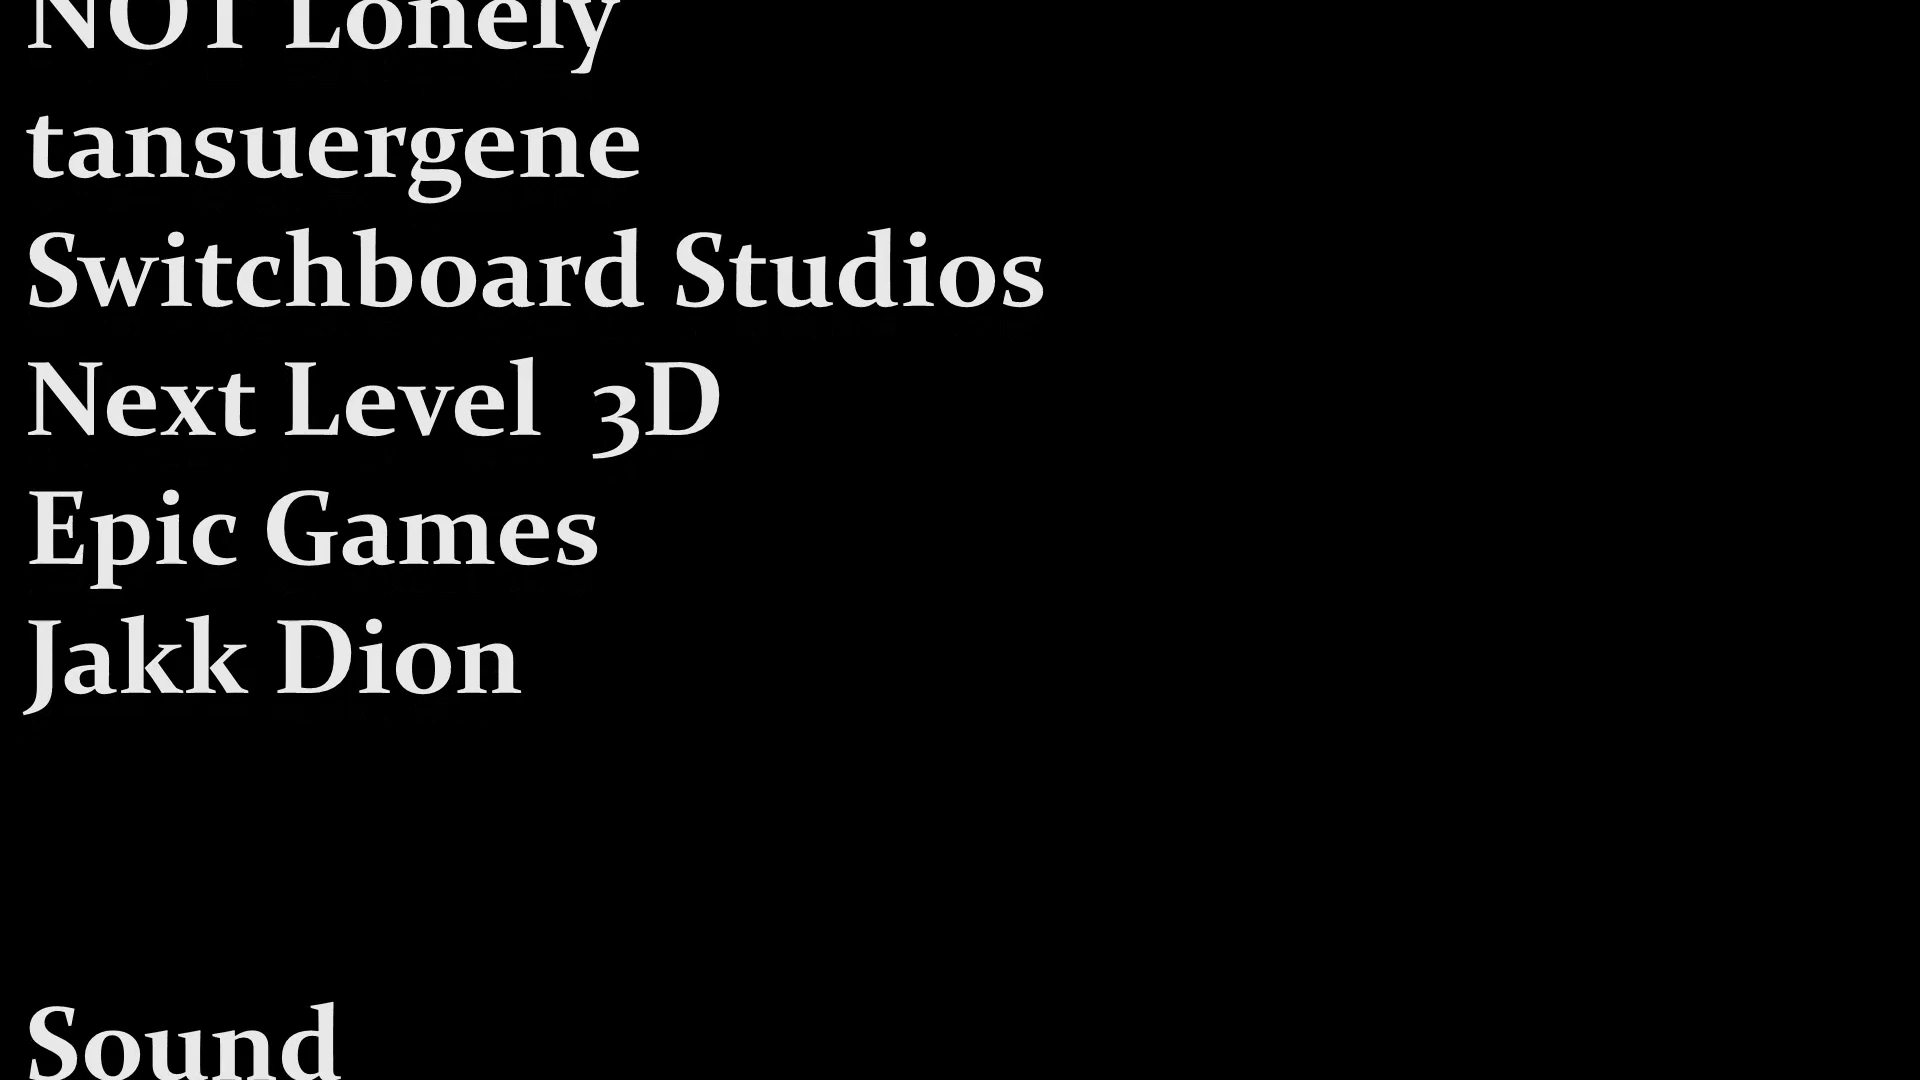 NOT Lonely
tansuergene
Switchboard Studios
Next Level  3D
Epic Games
Jakk Dion
Sound